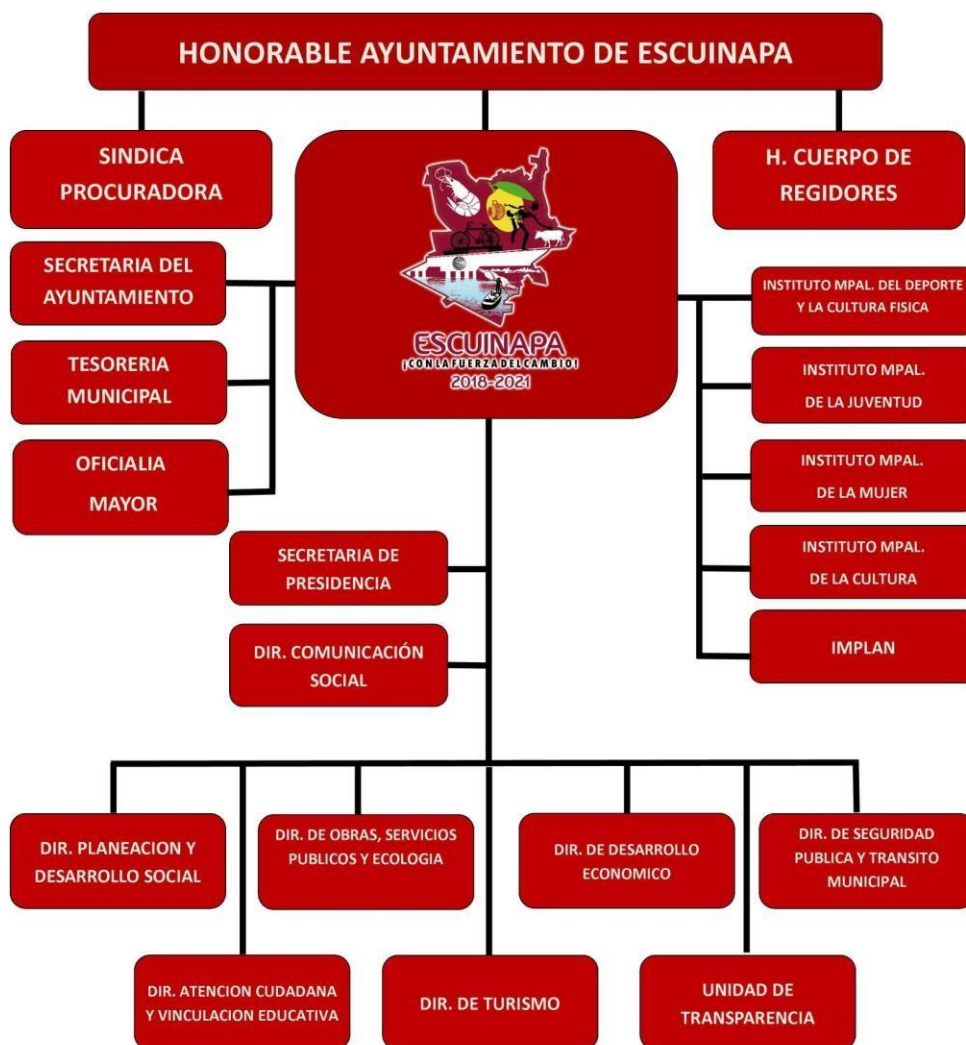 HONORABLE AYUNTAMIENTO DE ESCUINAPA
SINDICA
PROCURADORA
H. CUERPO DE
REGIDORES
ESCUINAPA
¡CON LA FUERZA DEL CAMBIO!
2018-2021
SECRETARIA DEL
AYUNTAMIENTO
TESORERIA
MUNICIPAL
OFICIALIA
MAYOR
INSTITUTO MPAL. DEL DEPORTE
Y LA CULTURA FISICA
INSTITUTO MPAL.
DE LA JUVENTUD
INSTITUTO MPAL.
DE LA MUJER
INSTITUTO MPAL.
DE LA CULTURA
IMPLAN
SECRETARIA DE
PRESIDENCIA
DIR. COMUNICACIÓN
SOCIAL
DIR. PLANEACION Y
DESARROLLO SOCIAL
DIR. DE OBRAS, SERVICIOS
PUBLICOS Y ECOLOGIA
DIR. DE DESARROLLO
ECONOMICO
DIR. DE SEGURIDAD
PUBLICA Y TRANSITO
MUNICIPAL
DIR. ATENCION CUDADANA
Y VINCULACION EDUCATIVA
DIR. DE TURISMO
UNIDAD DE
TRANSPARENCIA